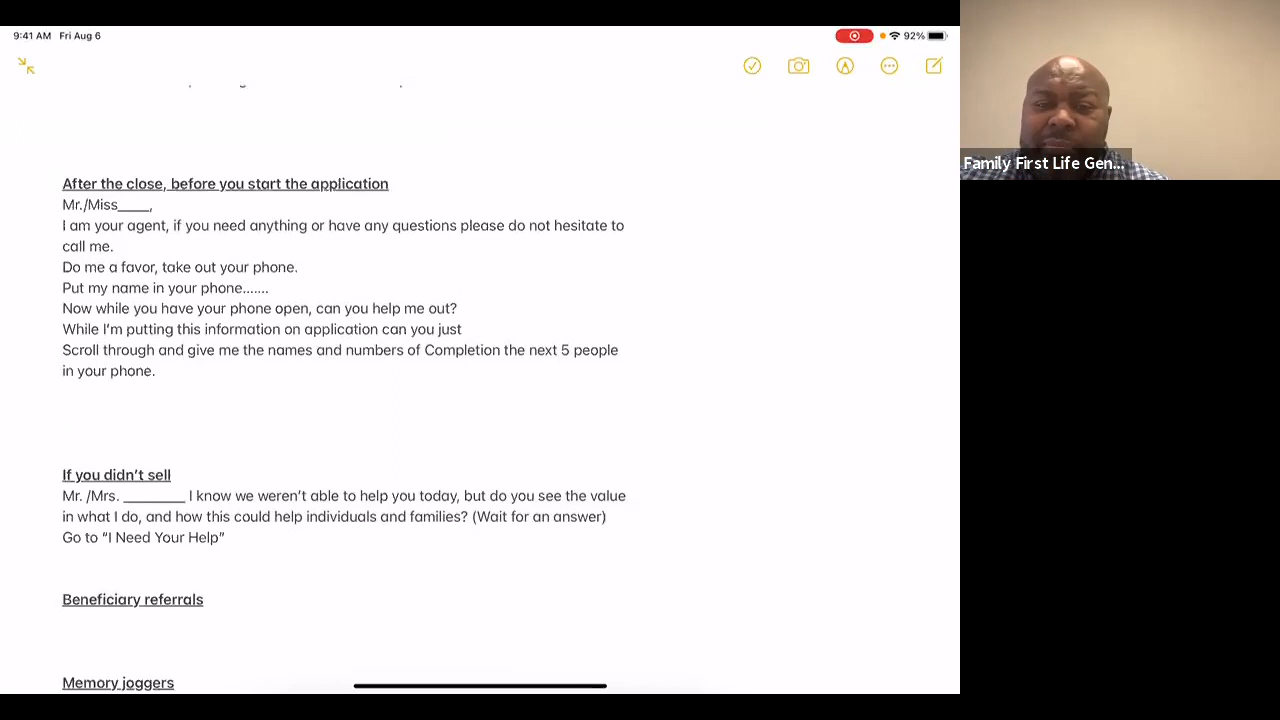 9:41 AM Fri Aug 6
92%
After the close, before you start the application
Mr./Miss_____,
I am your agent, if you need anything or have any questions please do not hesitate to
call me.
Do me a favor, take out your phone.
Put my name in your phone.......
Now while you have your phone open, can you help me out?
While I’m putting this information on application can you just
Scroll through and give me the names and numbers of Completion the next 5 people
in your phone.
If you didn’t sell
Mr. /Mrs. _________ I know we weren’t able to help you today, but do you see the value
in what I do, and how this could help individuals and families? (Wait for an answer)
Go to “I Need Your Help”
Beneficiary referrals
Memory joggers
Family First Life Gen...